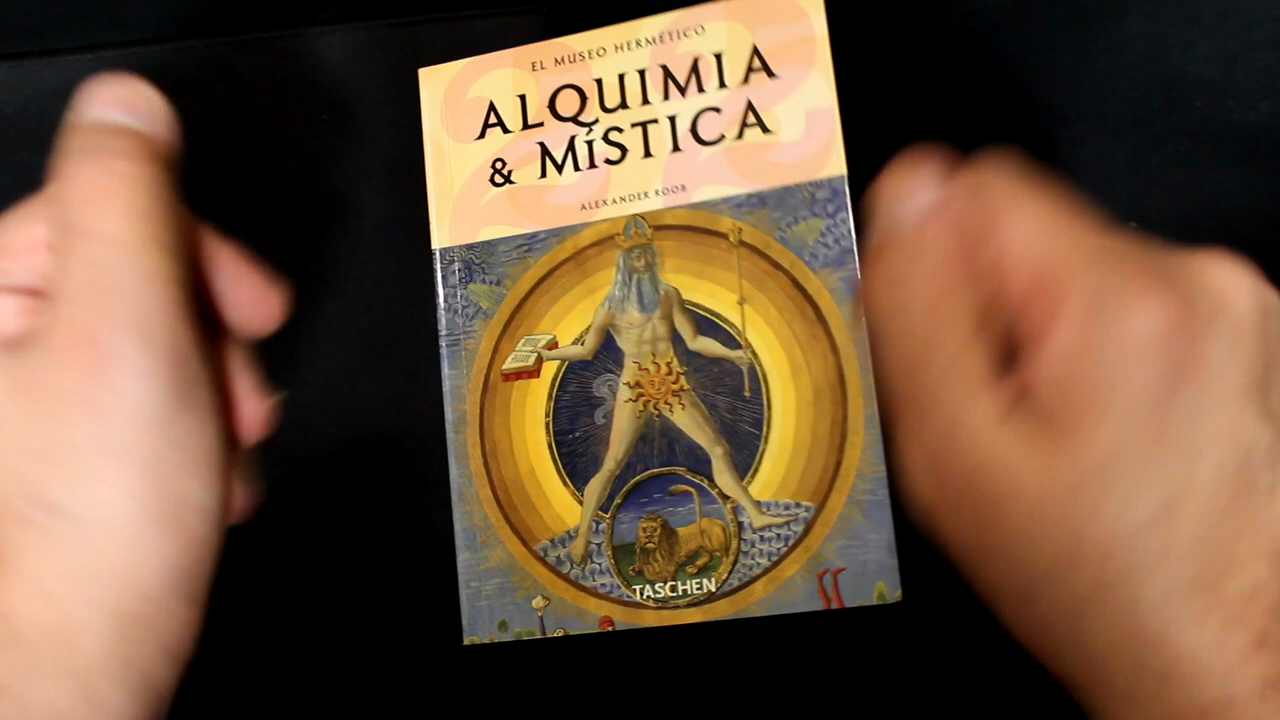 EL MUSEO HERMÉTICO
ALQUIMIA
& MÍSTICA
ALEXANDER ROOB
TASCHEN